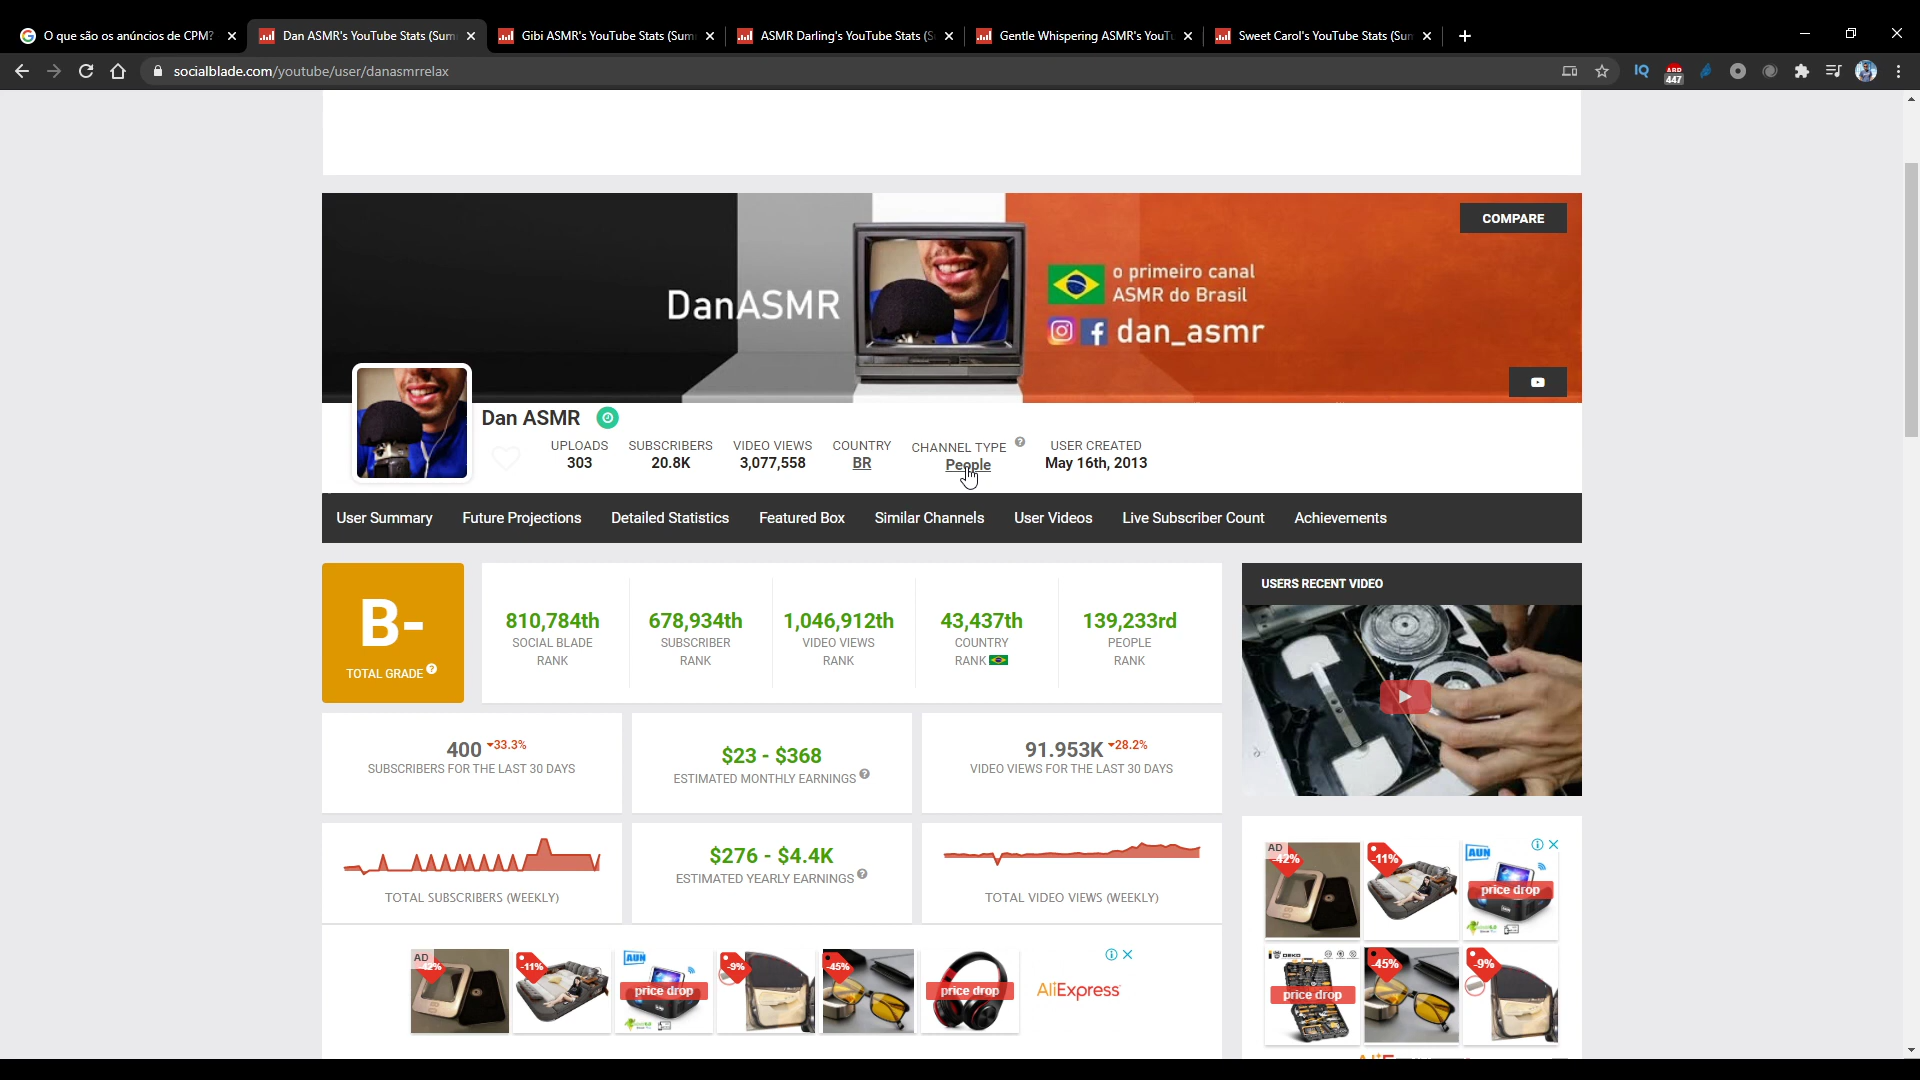 O que são os anúncios de CPM?
Dan ASMR's YouTube Stats (Sum
Gibi ASMR's YouTube Stats (Sum
ASMR Darling's YouTube Stats (S
Gentle Whispering ASMR's YouT
Sweet Carol's YouTube Stats (Sum
socialblade.com/youtube/user/danasmrrelax
IQ
ABP
447
COMPARE
DanASMR
o primeiro canal
ASMR do Brasil
dan_asmr
Dan ASMR
UPLOADS
303
SUBSCRIBERS
20.8K
VIDEO VIEWS
3,077,558
COUNTRY
BR
CHANNEL TYPE
People
USER CREATED
May 16th, 2013
User Summary
Future Projections
Detailed Statistics
Featured Box
Similar Channels
User Videos
Live Subscriber Count
Achievements
B-
TOTAL GRADE
810,784th
SOCIAL BLADE
RANK
678,934th
SUBSCRIBER
RANK
1,046,912th
VIDEO VIEWS
RANK
43,437th
COUNTRY
RANK
139,233rd
PEOPLE
RANK
USERS RECENT VIDEO
400 33.3%
SUBSCRIBERS FOR THE LAST 30 DAYS
$23 - $368
ESTIMATED MONTHLY EARNINGS
91.953K 28.2%
VIDEO VIEWS FOR THE LAST 30 DAYS
TOTAL SUBSCRIBERS (WEEKLY)
$276 - $4.4K
ESTIMATED YEARLY EARNINGS
TOTAL VIDEO VIEWS (WEEKLY)
AD
-42%
-11%
AUN
price drop
DEKO
price drop
-45%
-9%
AD
-11%
AUN
price drop
-9%
-45%
price drop
AliExpress